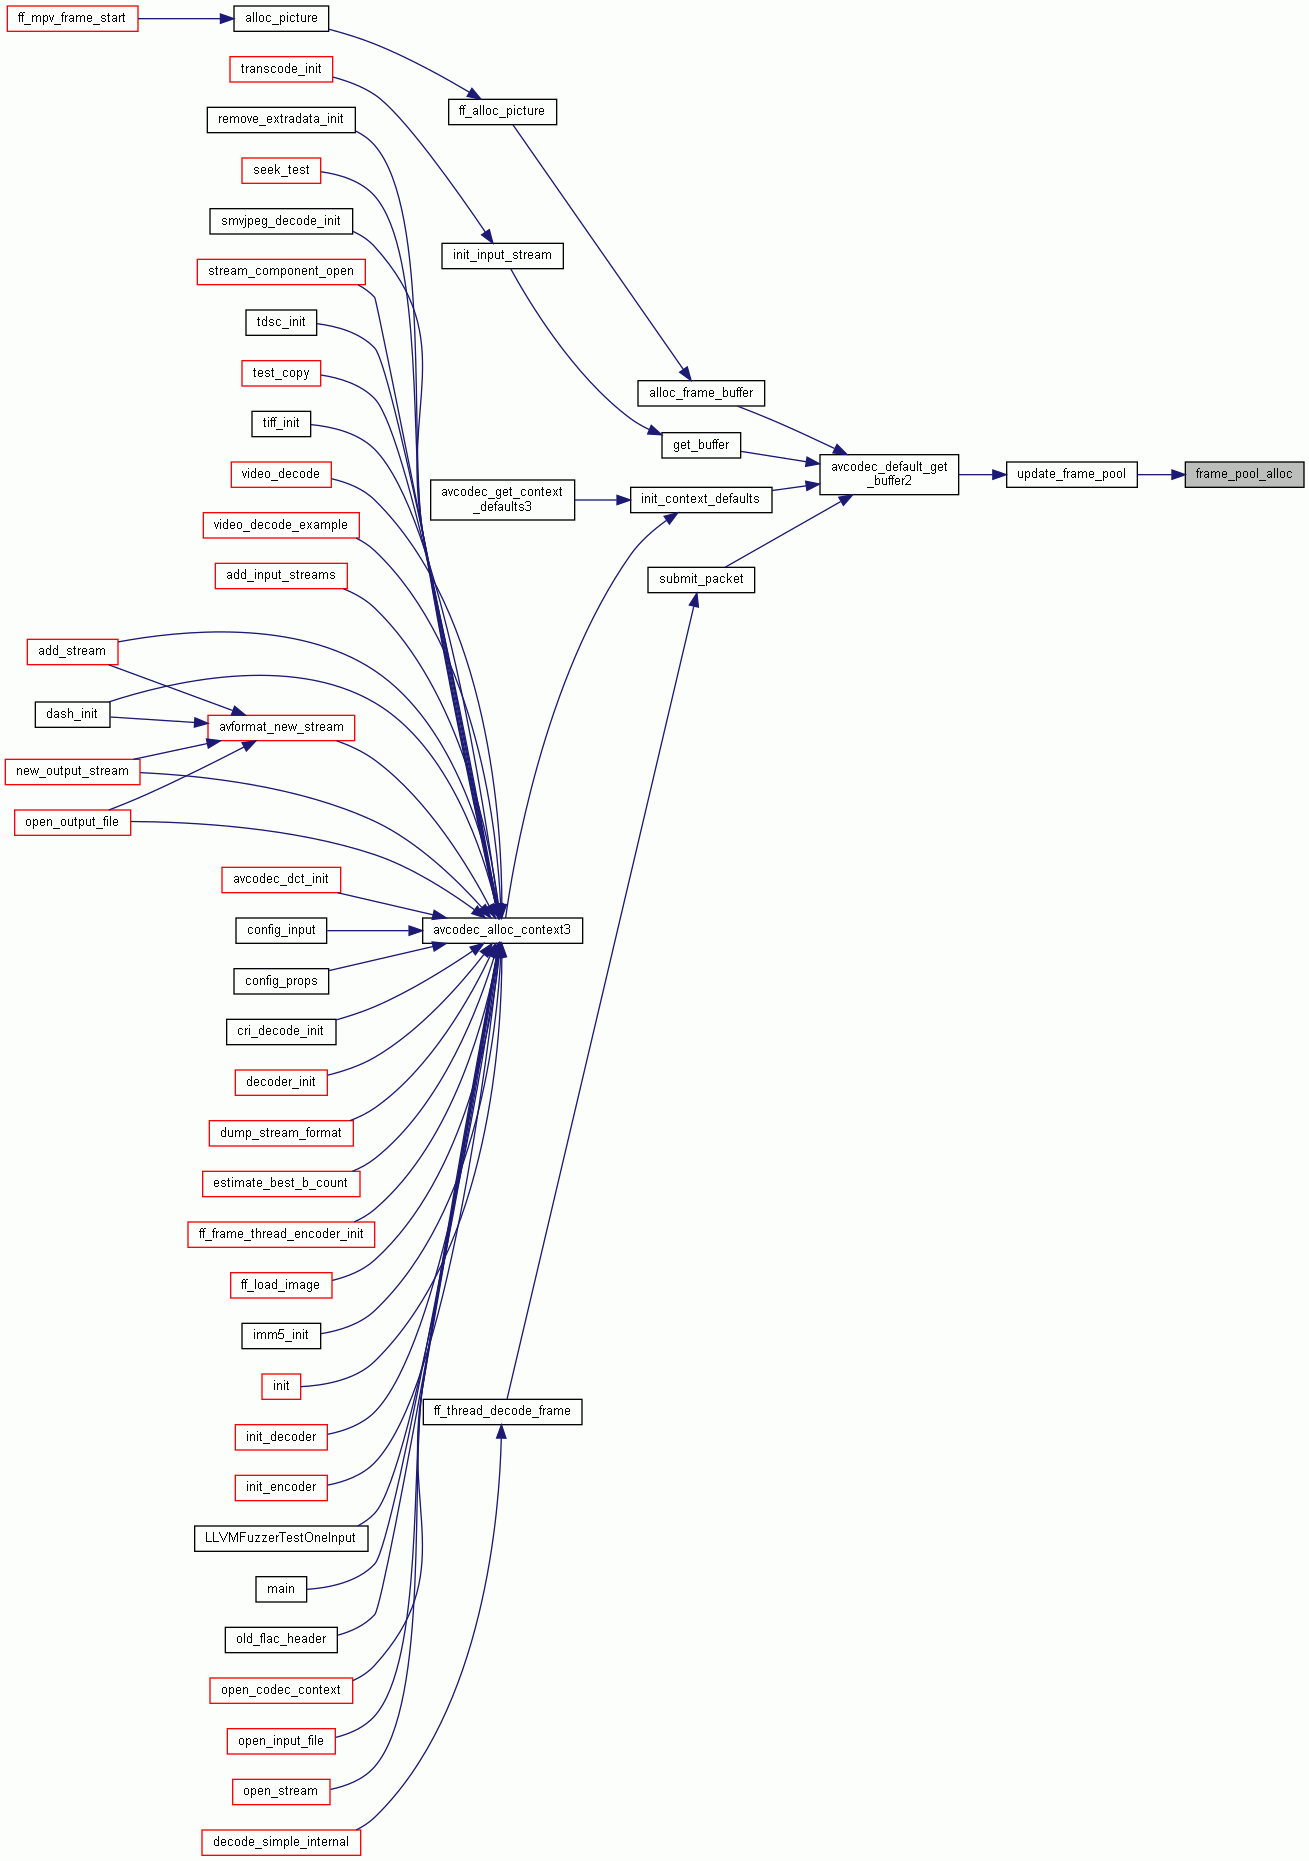 ff_mpv_frame_start
alloc_picture
transcode_init
ff_alloc_picture
remove_extradata_init
seek_test
smvjpeg_decode_init
init_input_stream
stream_component_open
tdsc_init
test_copy
alloc_frame_buffer
tiff_init
get_buffer
video_decode
avcodec_default_get
_buffer2
update_frame_pool
frame_pool_alloc
avcodec_get_context
_defaults3
init_context_defaults
video_decode_example
add_input_streams
submit_packet
add_stream
dash_init
avformat_new_stream
new_output_stream
open_output_file
avcodec_dct_init
config_input
avcodec_alloc_context3
config_props
cri_decode_init
decoder_init
dump_stream_format
estimate_best_b_count
ff_frame_thread_encoder_init
ff_load_image
imm5_init
init
ff_thread_decode_frame
init_decoder
init_encoder
LLVMFuzzerTestOneInput
main
old_flac_header
open_codec_context
open_input_file
open_stream
decode_simple_internal